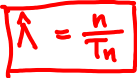 λ̂ = n/Tn